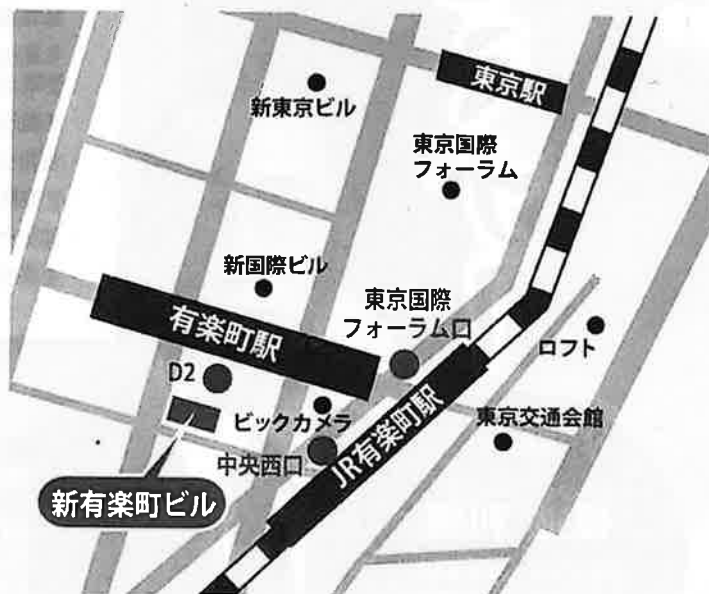 東京駅
新東京ビル
東京国際
フォーラム
新国際ビル
東京国際
フォーラム口
有楽町駅
ロフト
D2
ビックカメラ
東京交通会館
中央西口
JR有楽町駅
新有楽町ビル